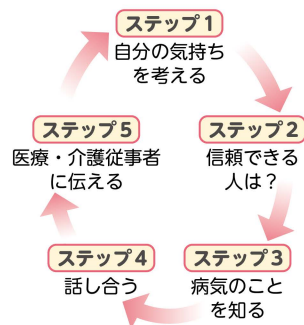 ステップ1
自分の気持ち
を考える
ステップ2
信頼できる
人は？
ステップ3
病気のこと
を知る
ステップ4
話し合う
ステップ5
医療・介護従事者
に伝える